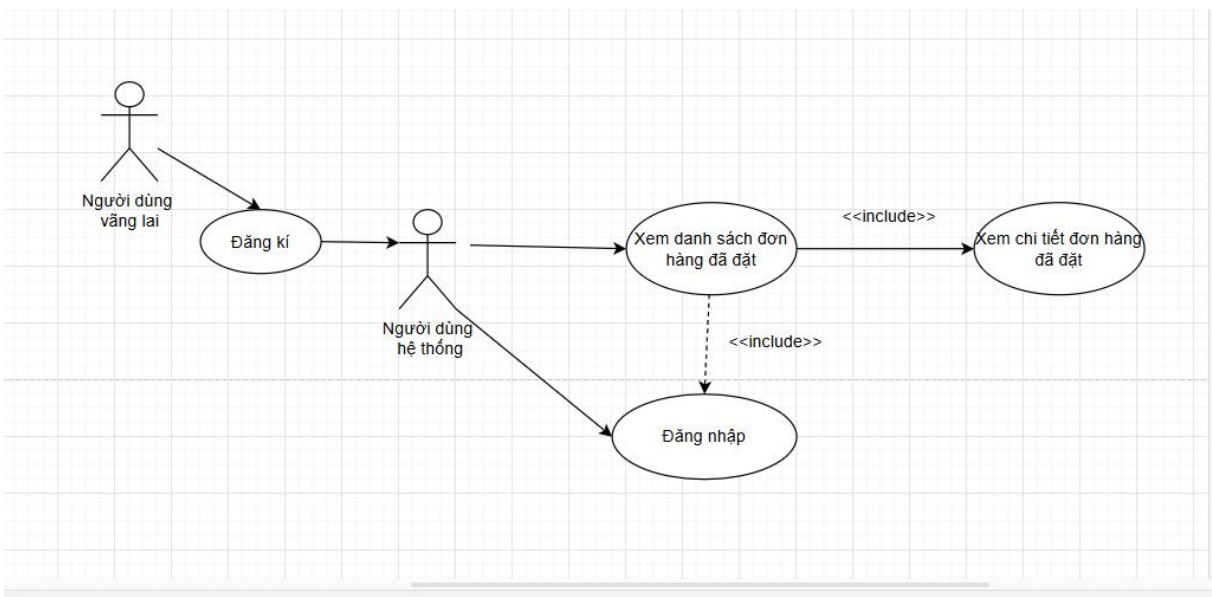 Người dùng
vãng lai
Đăng kí
Người dùng
hệ thống
Xem danh sách đơn
hàng đã đặt
<<include>>
Xem chi tiết đơn hàng
đã đặt
<<include>>
Đăng nhập